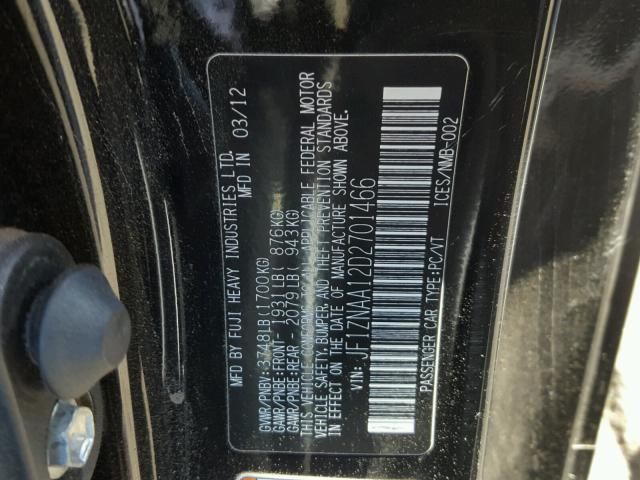 MFD BY FUJI HEAVY INDUSTRIES LTD.
MFD IN 03/12
GVWR/PNBV-3748LB(1700KG)
GAWR/PNBE-FRONT- 1931LB( 876KG)
GAWR/PNBE-REAR- 2079LB( 943KG)
THIS VEHICLE CONFORMS TO ALL APPLICABLE FEDERAL MOTOR
VEHICLE SAFETY,BUMPER, AND THEFT PREVENTION STANDARDS
IN EFFECT ON THE DATE OF MANUFACTURE SHOWN ABOVE.
VIN: JF1ZNAA12D2701466
PASSENGER CAR TYPE:PC/VT ICES/NMB-002